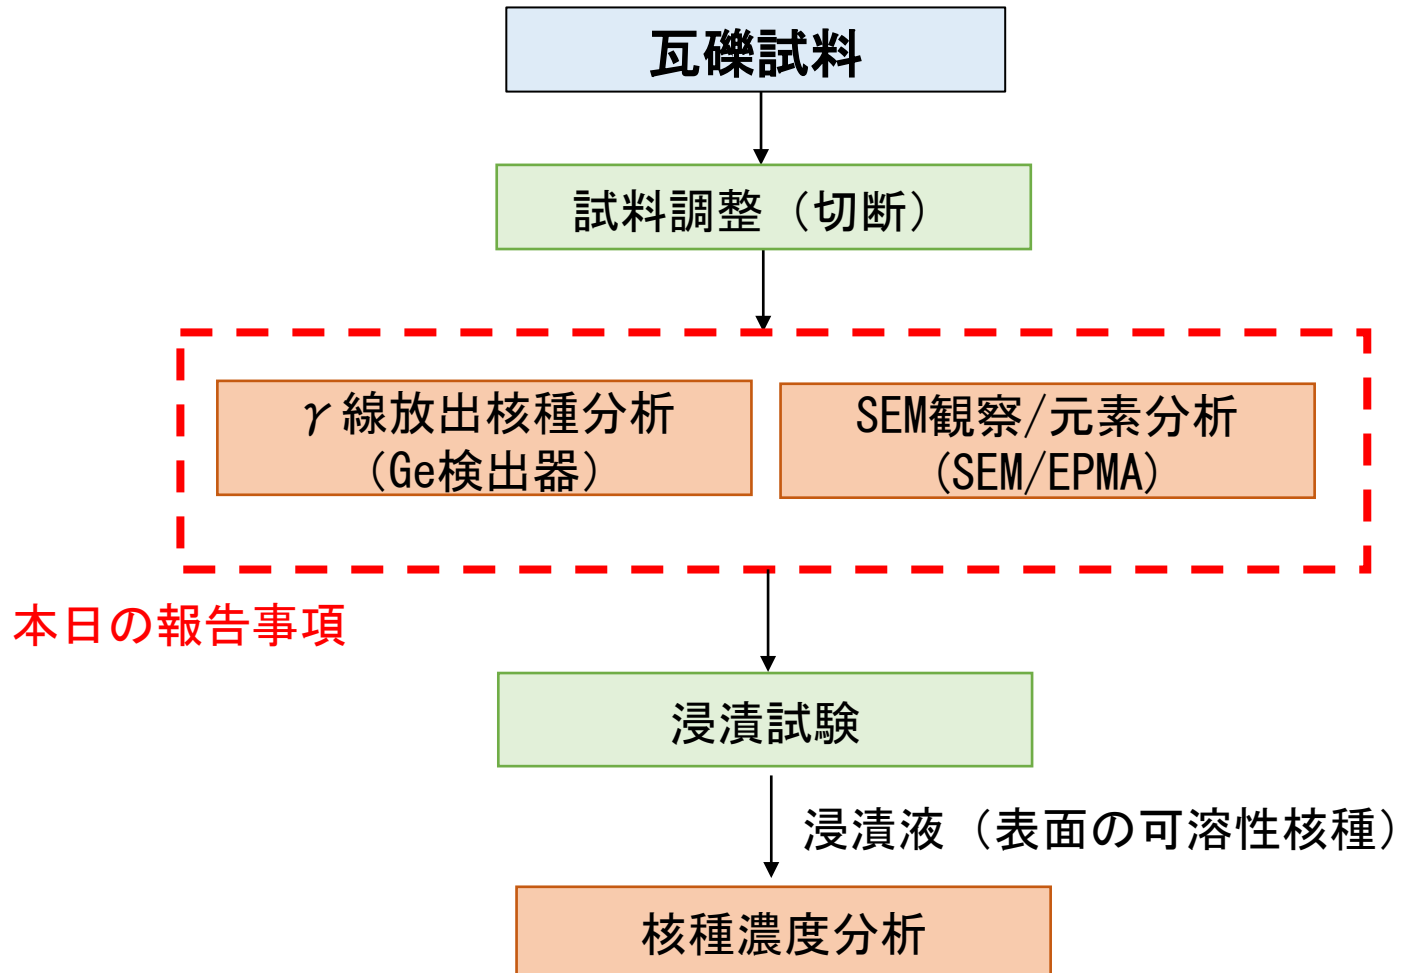 瓦礫試料
試料調整（切断）
γ線放出核種分析
（Ge検出器）
SEM観察/元素分析
（SEM/EPMA）
本日の報告事項
浸漬試験
浸漬液（表面の可溶性核種）
核種濃度分析